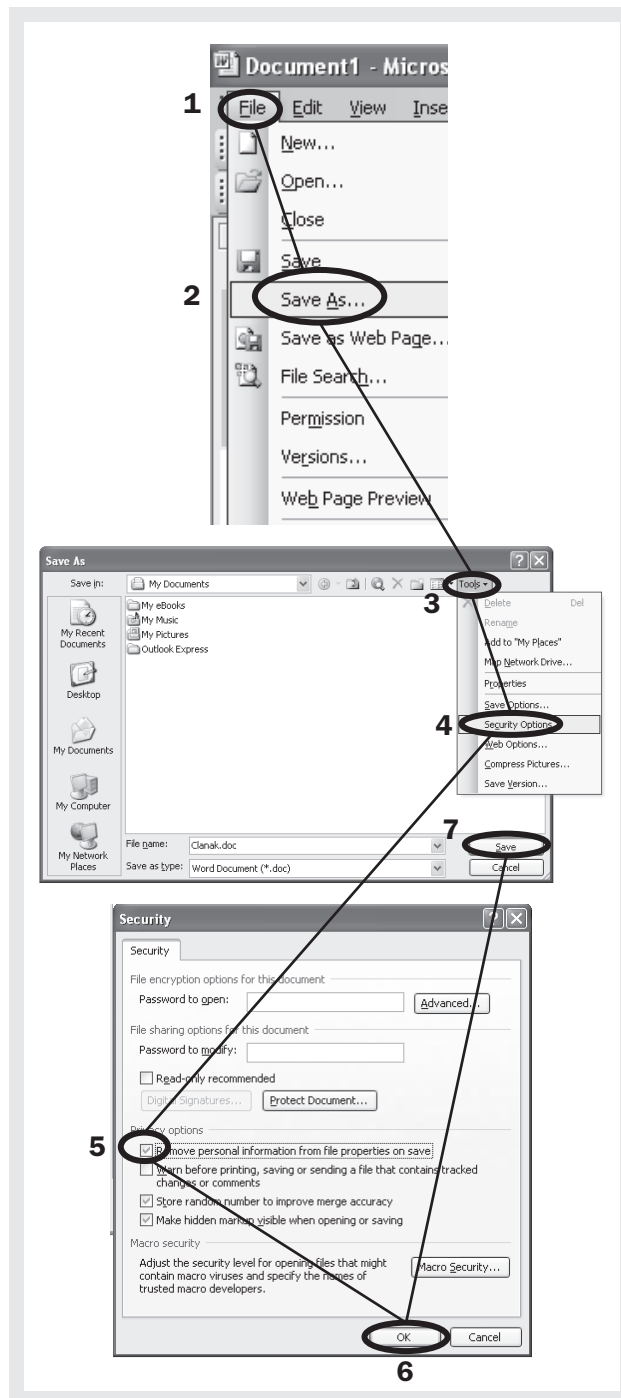 Document1 - Micros
1
File Edit View Inse
New...
Open...
Close
Save
2
Save As...
Save as Web Page...
File Search...
Permission
Versions...
Web Page Preview
Save As
Save in: My Documents
Tools
3
My eBooks
My Music
My Pictures
Outlook Express
My Recent
Documents
Desktop
My Documents
My Computer
My Network
Places
Delete Del
Rename
Add to "My Places"
Map Network Drive...
Properties
Save Options...
4
Security Options
Web Options...
Compress Pictures...
Save Version...
7
File name: Clanak.doc
Save
Save as type: Word Document (*.doc)
Cancel
Security
Security
File encryption options for this document
Password to open:
Advanced...
File sharing options for this document
Password to modify:
Read-only recommended
Digital Signatures... Protect Document...
Privacy options
5
Remove personal information from file properties on save
Warn before printing, saving or sending a file that contains tracked
changes or comments
Store random number to improve merge accuracy
Make hidden markup visible when opening or saving
Macro security
Adjust the security level for opening files that might
contain macro viruses and specify the names of
trusted macro developers.
Macro Security...
OK Cancel
6